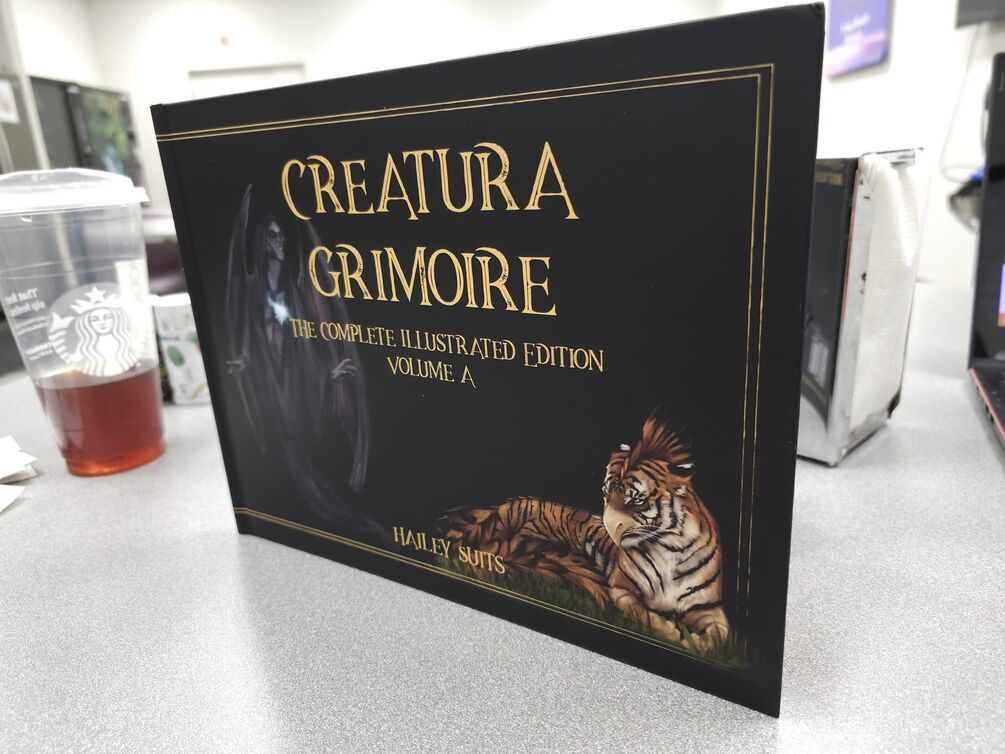 CREATURA
GRIMOIRE
THE COMPLETE ILLUSTRATED EDITION
VOLUME A
HAILEY SUITS